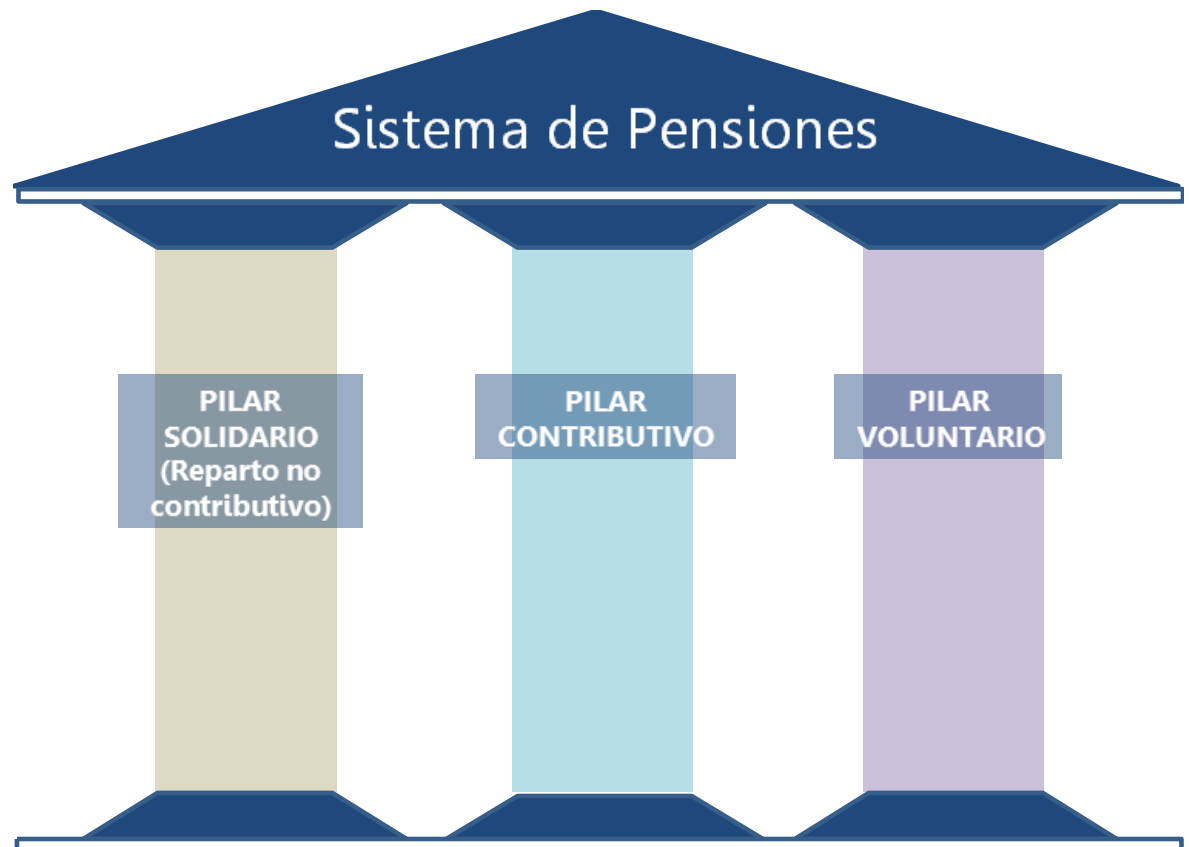 Sistema de Pensiones
PILAR
SOLIDARIO
(Reparto no
contributivo)
PILAR
CONTRIBUTIVO
PILAR
VOLUNTARIO